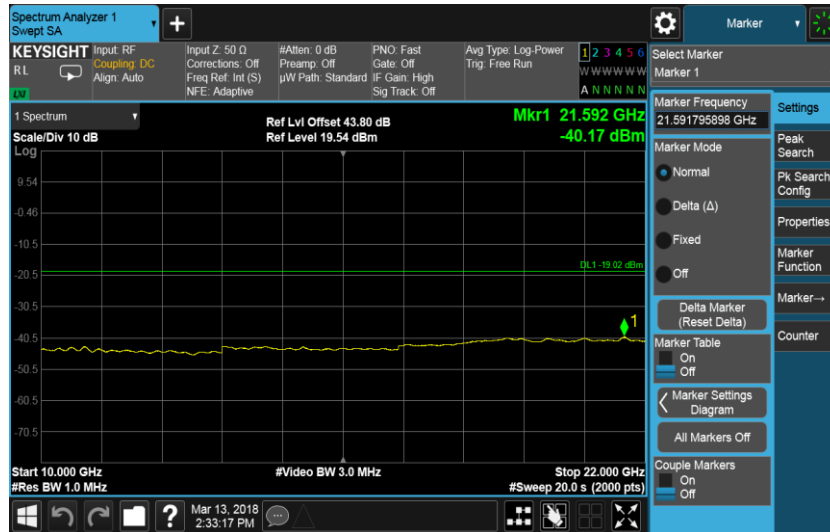 Spectrum Analyzer 1
Swept SA
+
Marker
KEYSIGHT
RL
LXI
Input: RF
Coupling: DC
Align: Auto
Input Z: 50 Ω
Corrections: Off
Freq Ref: Int (S)
NFE: Adaptive
#Atten: 0 dB
Preamp: Off
µW Path: Standard
PNO: Fast
Gate: Off
IF Gain: High
Sig Track: Off
Avg Type: Log-Power
Trig: Free Run
1 2 3 4 5 6
W W W W W W
A N N N N N
Select Marker
Marker 1
1 Spectrum
Scale/Div 10 dB
Log
Ref Lvl Offset 43.80 dB
Ref Level 19.54 dBm
Mkr1 21.592 GHz
-40.17 dBm
9.54
-0.46
-10.5
-20.5
-30.5
-40.5
-50.5
-60.5
-70.5
DL1 -19.02 dBm
1
Start 10.000 GHz
#Res BW 1.0 MHz
#Video BW 3.0 MHz
Stop 22.000 GHz
#Sweep 20.0 s (2000 pts)
Marker Frequency
21.591795898 GHz
Marker Mode
Normal
Delta (Δ)
Fixed
Off
Delta Marker
(Reset Delta)
Marker Table
On
Off
Marker Settings
Diagram
All Markers Off
Couple Markers
On
Off
Settings
Peak
Search
Pk Search
Config
Properties
Marker
Function
Marker→
Counter
?
Mar 13, 2018
2:33:17 PM